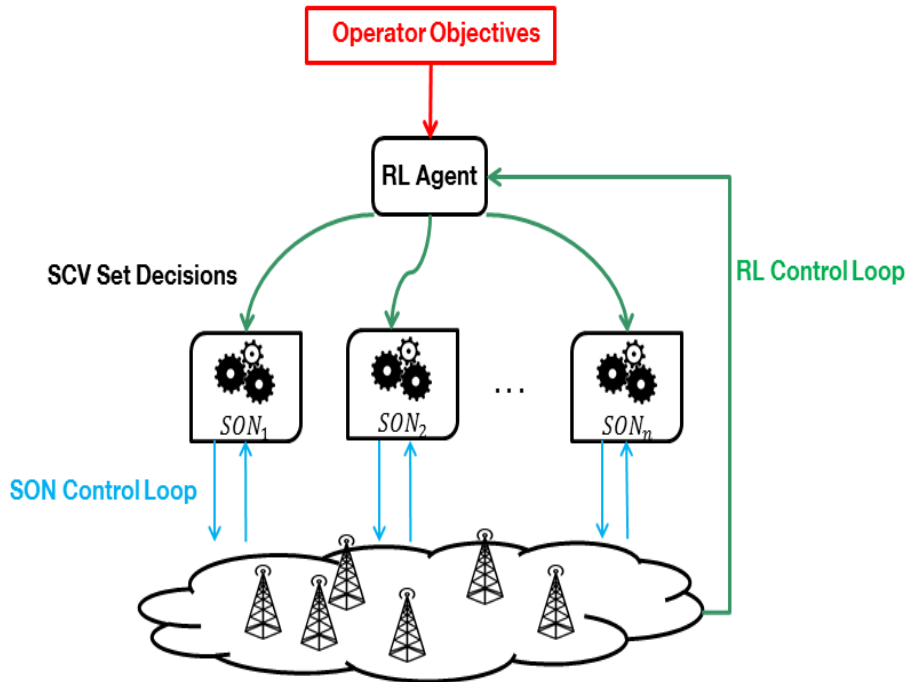 Operator Objectives
RL Agent
SCV Set Decisions
RL Control Loop
SON₁
SON₂
...
SONₙ
SON Control Loop